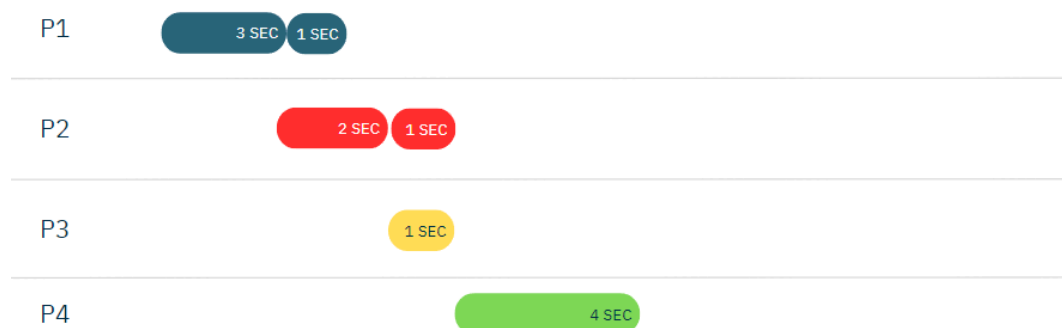 P1 3 SEC 1 SEC
P2 2 SEC 1 SEC
P3 1 SEC
P4 4 SEC